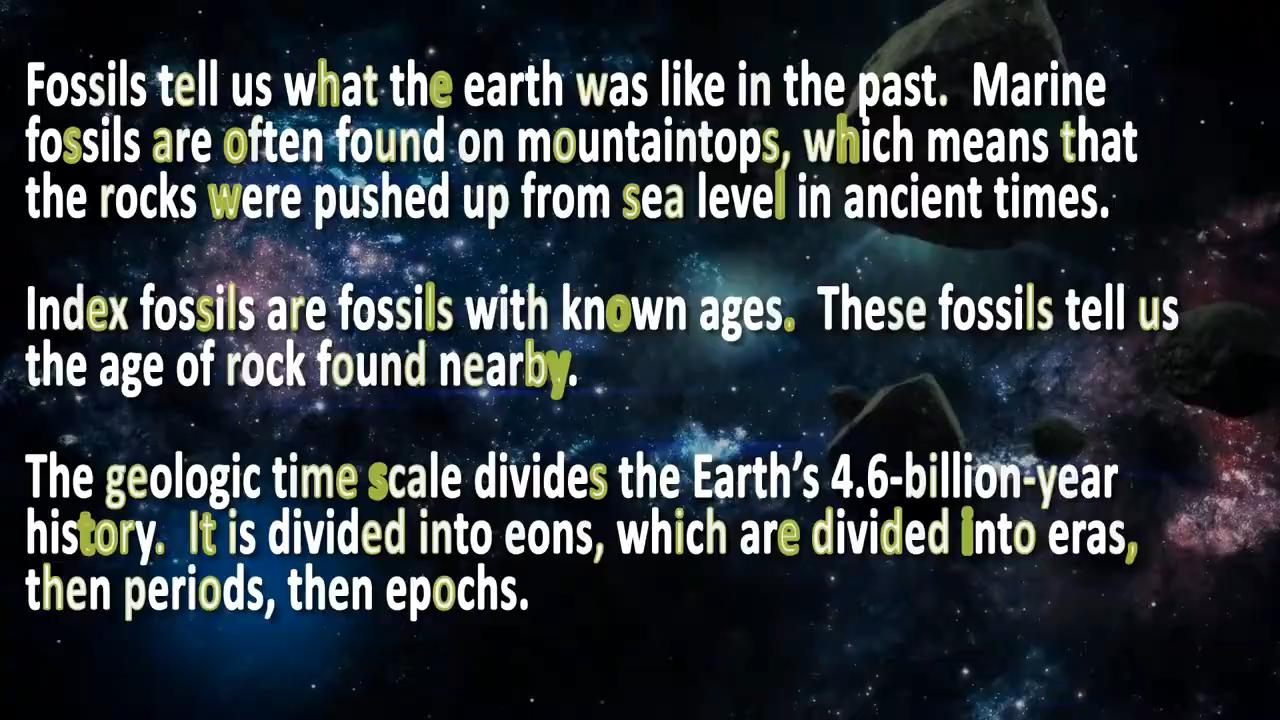 Fossils tell us what the earth was like in the past.  Marine
fossils are often found on mountaintops, which means that
the rocks were pushed up from sea level in ancient times.
Index fossils are fossils with known ages.  These fossils tell us
the age of rock found nearby.
The geologic time scale divides the Earth’s 4.6-billion-year
history.  It is divided into eons, which are divided into eras,
then periods, then epochs.